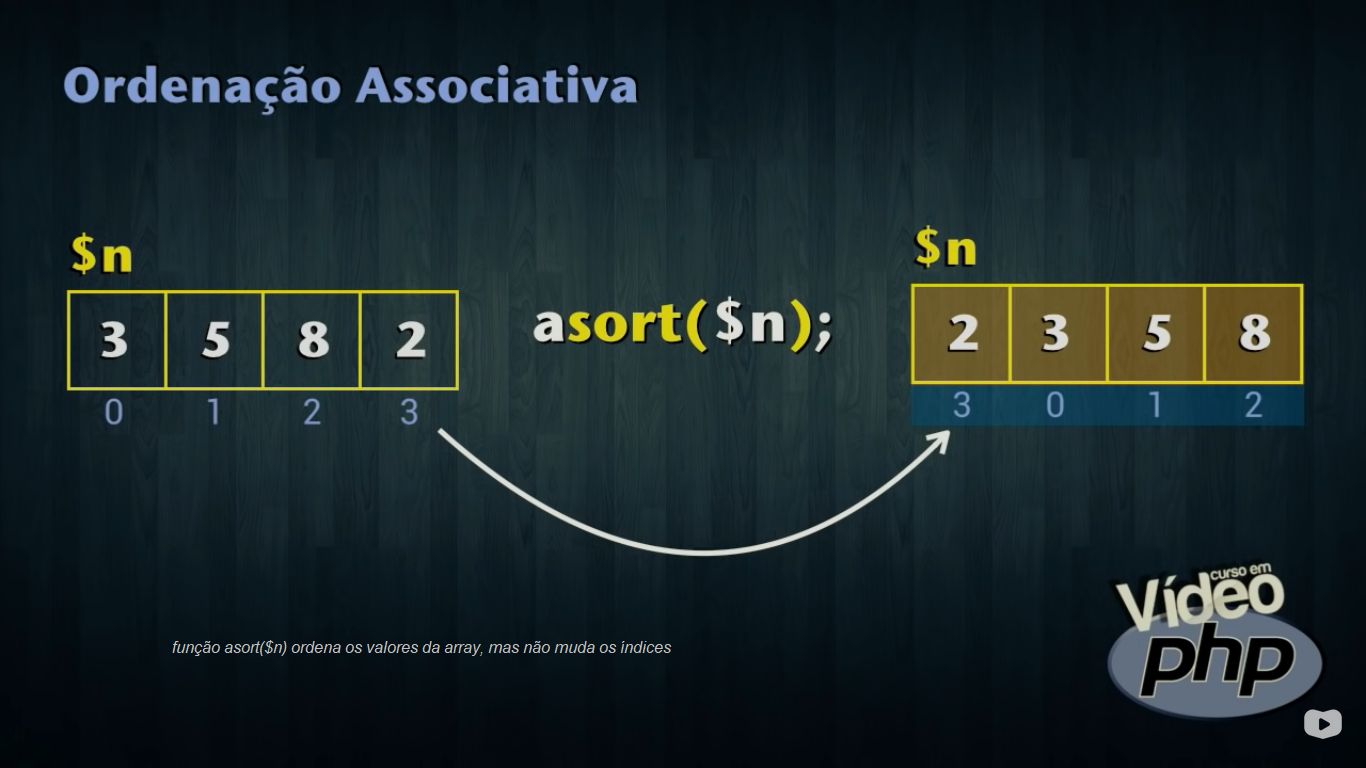 Ordenação Associativa
$n
3 5 8 2
0 1 2 3
asort($n);
$n
2 3 5 8
3 0 1 2
função asort($n) ordena os valores da array, mas não muda os índices
curso em
Vídeo
php